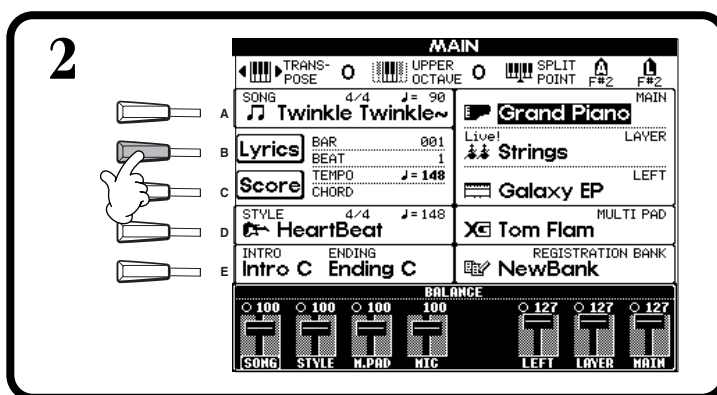 2
MAIN
TRANS-
POSE 0
UPPER
OCTAVE 0
SPLIT
POINT
A
F#2
L
F#2
SONG 4/4 ♩= 90
Twinkle Twinkle~
MAIN
Grand Piano
A
Lyrics
BAR 001
BEAT 1
Live! LAYER
Strings
B
Score
TEMPO ♩=148
CHORD
LEFT
Galaxy EP
C
STYLE 4/4 ♩=148
HeartBeat
MULTI PAD
XG Tom Flam
D
INTRO ENDING
Intro C Ending C
REGISTRATION BANK
NewBank
E
BALANCE
100 100 100 100 127 127 127
SONG STYLE M.PAD MIC LEFT LAYER MAIN